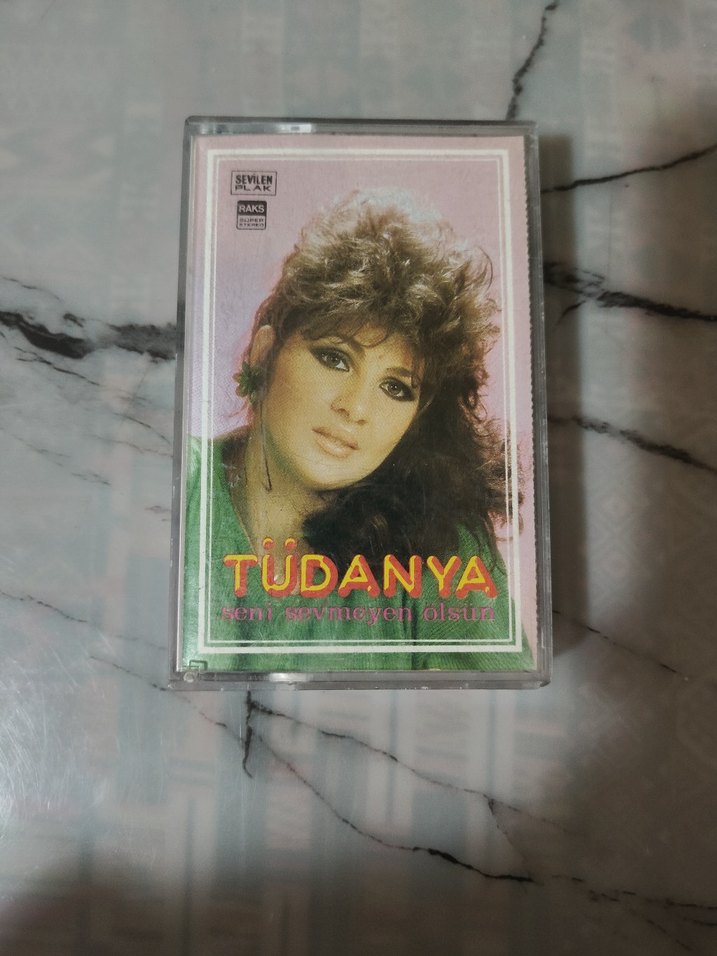 SEVİLEN
PLAK
RAKS
SUPER
STEREO
TÜDANYA
seni sevmeyen ölsün